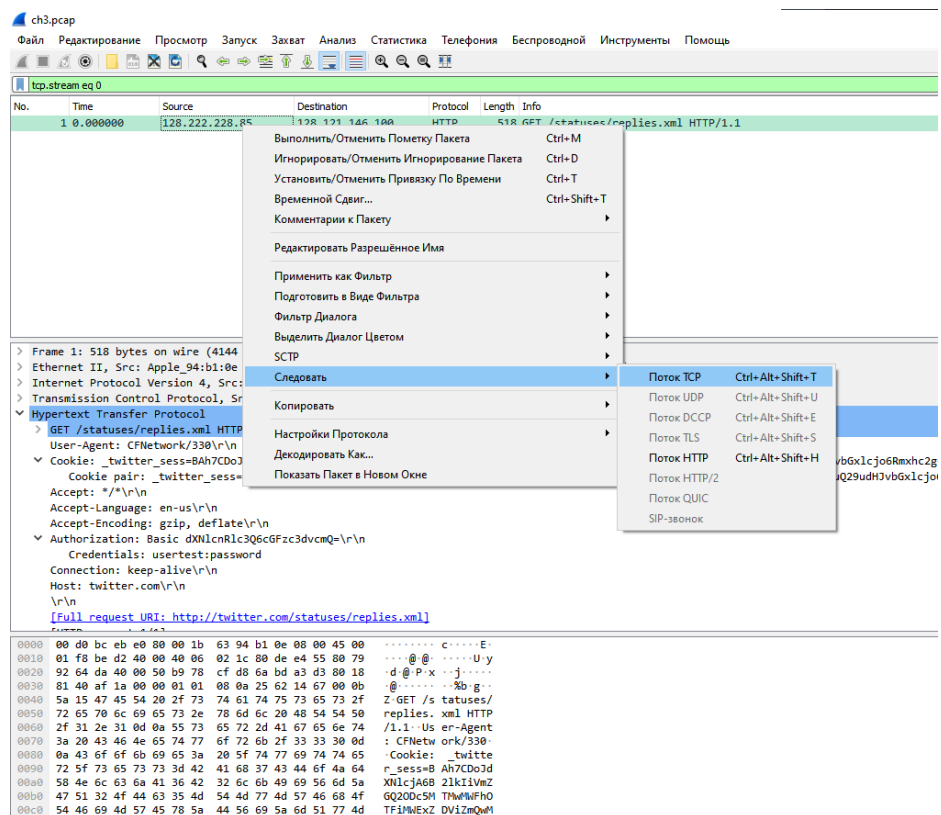 ch3.pcap
Файл Редактирование Просмотр Запуск Захват Анализ Статистика Телефония Беспроводной Инструменты Помощь
tcp.stream eq 0
No. Time Source Destination Protocol Length Info
1 0.000000 128.222.228.85 128.121.146.100 HTTP 518 GET /statuses/replies.xml HTTP/1.1
Выполнить/Отменить Пометку Пакета Ctrl+M
Игнорировать/Отменить Игнорирование Пакета Ctrl+D
Установить/Отменить Привязку По Времени Ctrl+T
Временной Сдвиг... Ctrl+Shift+T
Комментарии к Пакету
Редактировать Разрешённое Имя
Применить как Фильтр
Подготовить в Виде Фильтра
Фильтр Диалога
Выделить Диалог Цветом
SCTP
Следовать
Копировать
Настройки Протокола
Декодировать Как...
Показать Пакет в Новом Окне
Поток TCP Ctrl+Alt+Shift+T
Поток UDP Ctrl+Alt+Shift+U
Поток DCCP Ctrl+Alt+Shift+E
Поток TLS Ctrl+Alt+Shift+S
Поток HTTP Ctrl+Alt+Shift+H
Поток HTTP/2
Поток QUIC
SIP-звонок
Frame 1: 518 bytes on wire (4144
Ethernet II, Src: Apple_94:b1:0e
Internet Protocol Version 4, Src:
Transmission Control Protocol, Sr
Hypertext Transfer Protocol
GET /statuses/replies.xml HTTP
User-Agent: CFNetwork/330\r\n
Cookie: _twitter_sess=BAh7CDoJ
Cookie pair: _twitter_sess=
Accept: */*\r\n
Accept-Language: en-us\r\n
Accept-Encoding: gzip, deflate\r\n
Authorization: Basic dXNlcnRlc3Q6cGFzc3dvcmQ=\r\n
Credentials: usertest:password
Connection: keep-alive\r\n
Host: twitter.com\r\n
\r\n
[Full request URI: http://twitter.com/statuses/replies.xml]
0000 00 d0 bc eb e0 80 00 1b 63 94 b1 0e 08 00 45 00 ········ c·····E·
0010 01 f8 be d2 40 00 40 06 02 1c 80 de e4 55 80 79 ····@·@· ·····U·y
0020 92 64 da 40 00 50 b9 78 cf d8 6a bd a3 d3 80 18 ·d·@·P·x ··j·····
0030 81 40 af 1a 00 00 01 01 08 0a 25 62 14 67 00 0b ·@······ ··%b·g··
0040 5a 15 47 45 54 20 2f 73 74 61 74 75 73 65 73 2f Z·GET /s tatuses/
0050 72 65 70 6c 69 65 73 2e 78 6d 6c 20 48 54 54 50 replies. xml HTTP
0060 2f 31 2e 31 0d 0a 55 73 65 72 2d 41 67 65 6e 74 /1.1··Us er-Agent
0070 3a 20 43 46 4e 65 74 77 6f 72 6b 2f 33 33 30 0d : CFNetw ork/330·
0080 0a 43 6f 6f 6b 69 65 3a 20 5f 74 77 69 74 74 65 ·Cookie: _twitte
0090 72 5f 73 65 73 73 3d 42 41 68 37 43 44 6f 4a 64 r_sess=B Ah7CDoJd
00a0 58 4e 6c 63 6a 41 36 42 32 6c 6b 49 69 56 6d 5a XNlcjA6B 2lkIiVmZ
00b0 47 51 32 4f 44 63 35 4d 54 4d 77 4d 57 46 68 4f GQ2ODc5M TMwMWFhO
00c0 54 46 69 4d 57 45 78 5a 44 56 69 5a 6d 51 77 4d TFiMWExZ DViZmQwM